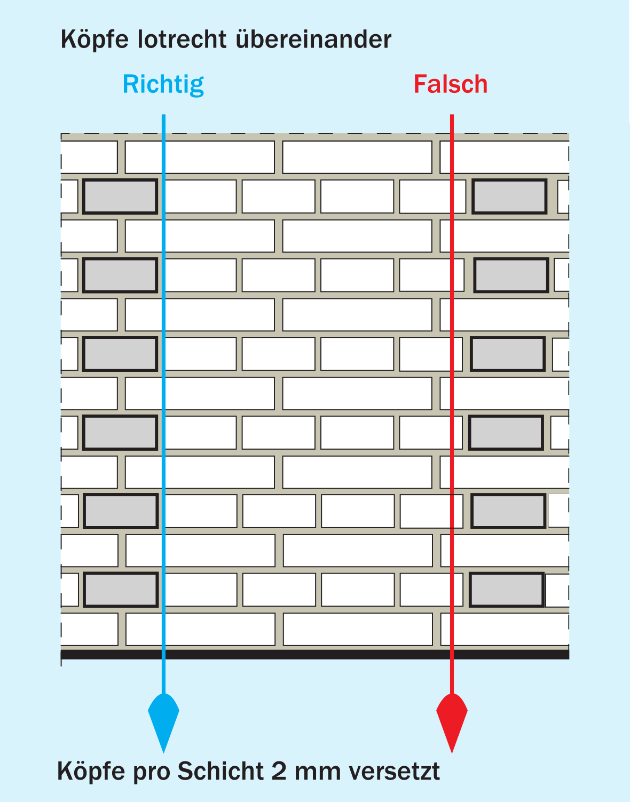 Köpfe lotrecht übereinander
Richtig Falsch
Köpfe pro Schicht 2 mm versetzt